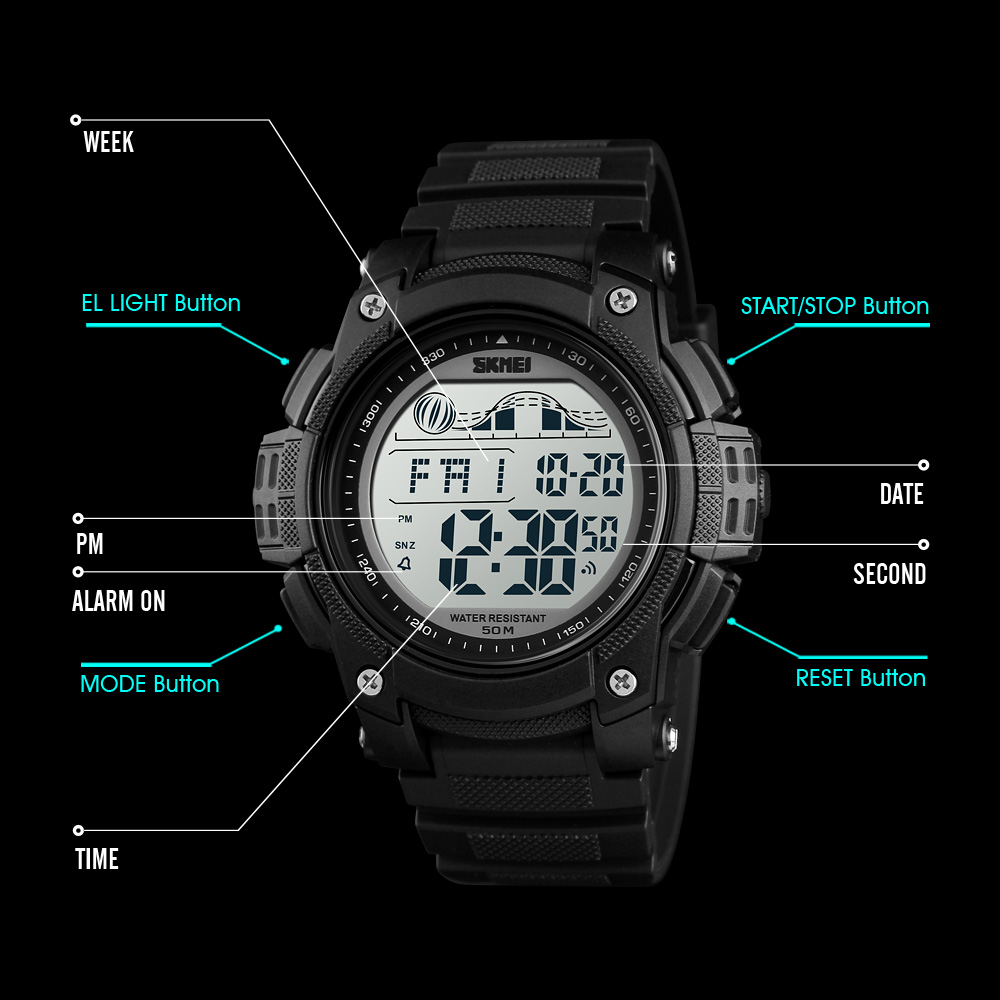 WEEK
EL LIGHT Button
START/STOP Button
330
30
SKMEI
300
60
FRI
10-20
DATE
PM
PM
12:38
50
SNZ
SECOND
ALARM ON
240
120
WATER RESISTANT
50M
210
150
MODE Button
RESET Button
TIME